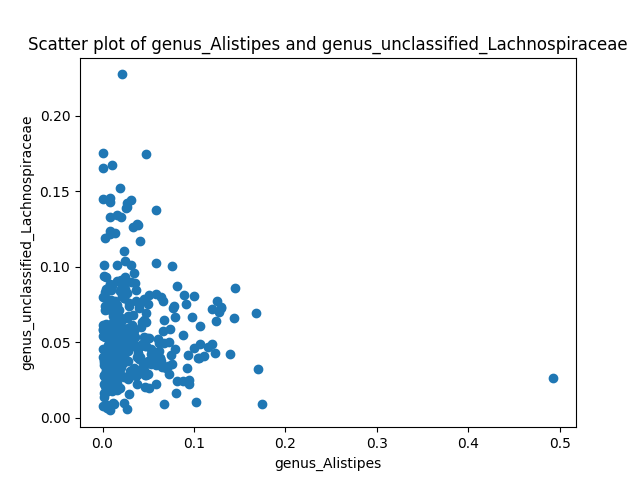 Scatter plot of genus_Alistipes and genus_unclassified_Lachnospiraceae
genus_unclassified_Lachnospiraceae
0.20
0.15
0.10
0.05
0.00
0.0 0.1 0.2 0.3 0.4 0.5
genus_Alistipes